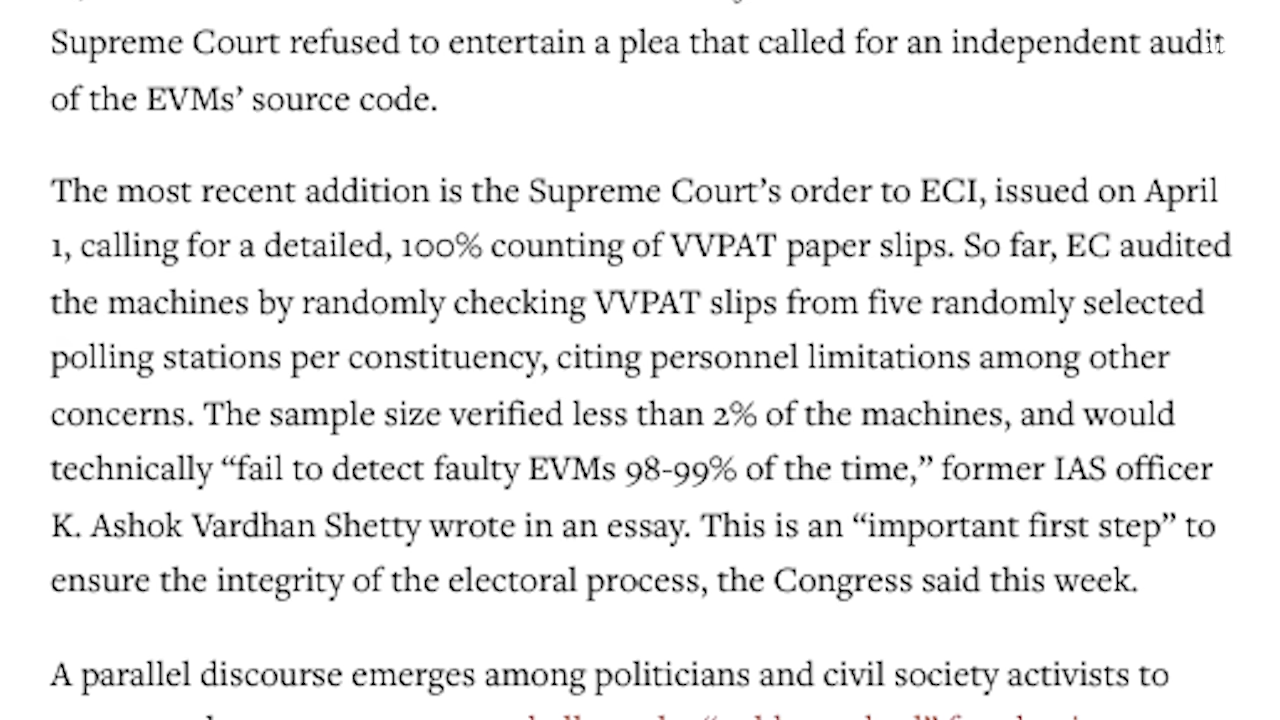 Supreme Court refused to entertain a plea that called for an independent audit
of the EVMs’ source code.
The most recent addition is the Supreme Court’s order to ECI, issued on April
1, calling for a detailed, 100% counting of VVPAT paper slips. So far, EC audited
the machines by randomly checking VVPAT slips from five randomly selected
polling stations per constituency, citing personnel limitations among other
concerns. The sample size verified less than 2% of the machines, and would
technically “fail to detect faulty EVMs 98-99% of the time,” former IAS officer
K. Ashok Vardhan Shetty wrote in an essay. This is an “important first step” to
ensure the integrity of the electoral process, the Congress said this week.
A parallel discourse emerges among politicians and civil society activists to